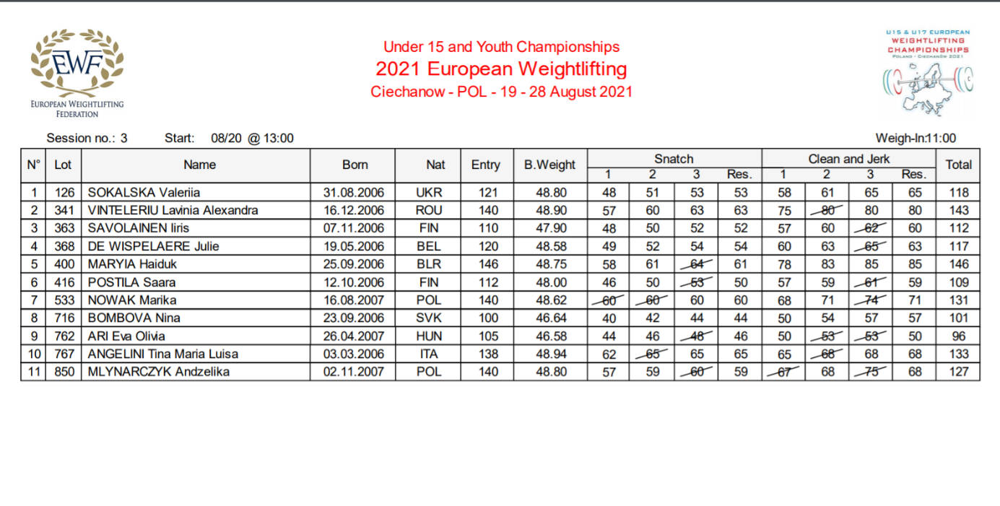 EWF
EUROPEAN WEIGHTLIFTING
FEDERATION
Under 15 and Youth Championships
2021 European Weightlifting
Ciechanow - POL - 19 - 28 August 2021
U15 & U17 EUROPEAN
WEIGHTLIFTING
CHAMPIONSHIPS
POLAND - CIECHANÓW 2021
Session no.: 3 Start: 08/20 @ 13:00 Weigh-In:11:00
N° Lot Name Born Nat Entry B.Weight Snatch Clean and Jerk Total
1 2 3 Res. 1 2 3 Res.
1 126 SOKALSKA Valeriia 31.08.2006 UKR 121 48.80 48 51 53 53 58 61 65 65 118
2 341 VINTELERIU Lavinia Alexandra 16.12.2006 ROU 140 48.90 57 60 63 63 75 80 80 80 143
3 363 SAVOLAINEN Iiris 07.11.2006 FIN 110 47.90 48 50 52 52 57 60 62 60 112
4 368 DE WISPELAERE Julie 19.05.2006 BEL 120 48.58 49 52 54 54 60 63 65 63 117
5 400 MARYIA Haiduk 25.09.2006 BLR 146 48.75 58 61 64 61 78 83 85 85 146
6 416 POSTILA Saara 12.10.2006 FIN 112 48.00 46 50 53 50 57 59 61 59 109
7 533 NOWAK Marika 16.08.2007 POL 140 48.62 60 60 60 60 68 71 74 71 131
8 716 BOMBOVA Nina 23.09.2006 SVK 100 46.64 40 42 44 44 50 54 57 57 101
9 762 ARI Eva Olivia 26.04.2007 HUN 105 46.58 44 46 48 46 50 53 53 50 96
10 767 ANGELINI Tina Maria Luisa 03.03.2006 ITA 138 48.94 62 65 65 65 65 68 68 68 133
11 850 MLYNARCZYK Andzelika 02.11.2007 POL 140 48.80 57 59 60 59 67 68 75 68 127